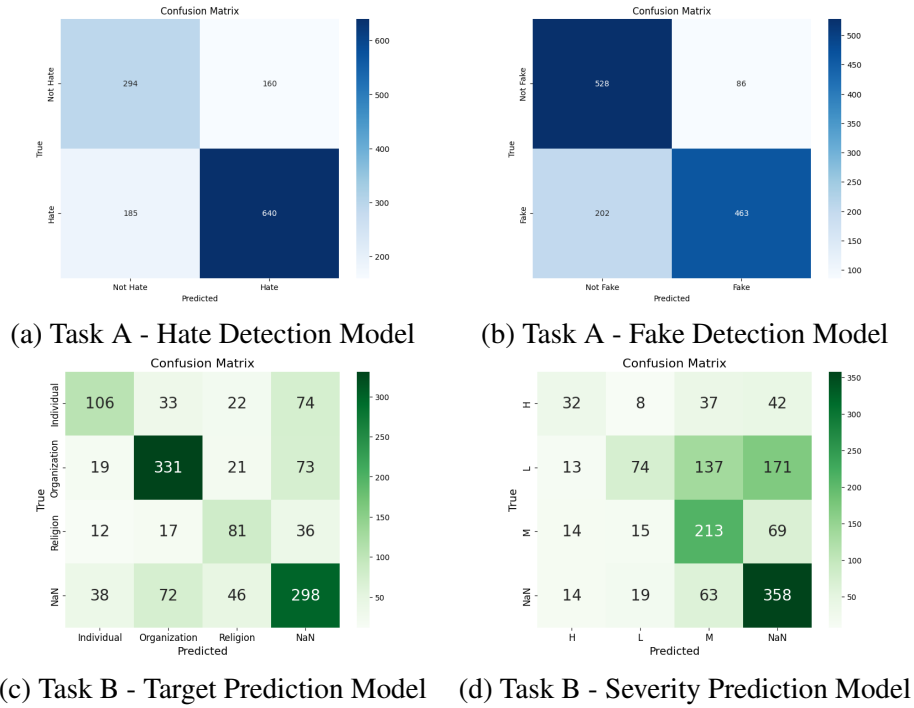 Confusion Matrix
Not Hate
Hate
True
294 160
185 640
Not Hate Hate
Predicted
600
500
400
300
200
(a) Task A - Hate Detection Model
Confusion Matrix
Not Fake
Fake
True
528 86
202 463
Not Fake Fake
Predicted
500
450
400
350
300
250
200
150
100
(b) Task A - Fake Detection Model
Confusion Matrix
Individual
Organization
Religion
NaN
True
106 33 22 74
19 331 21 73
12 17 81 36
38 72 46 298
Individual Organization Religion NaN
Predicted
300
250
200
150
100
50
(c) Task B - Target Prediction Model
Confusion Matrix
H
L
M
NaN
True
32 8 37 42
13 74 137 171
14 15 213 69
14 19 63 358
H L M NaN
Predicted
350
300
250
200
150
100
50
(d) Task B - Severity Prediction Model